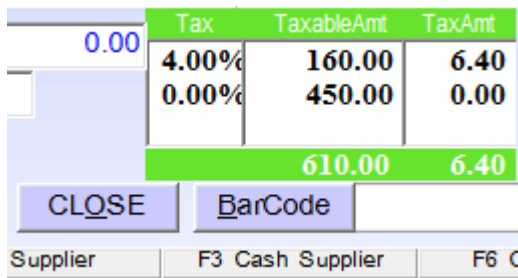 Tax TaxableAmt TaxAmt
0.00
4.00% 160.00 6.40
0.00% 450.00 0.00
610.00 6.40
CLOSE BarCode
Supplier F3 Cash Supplier F6